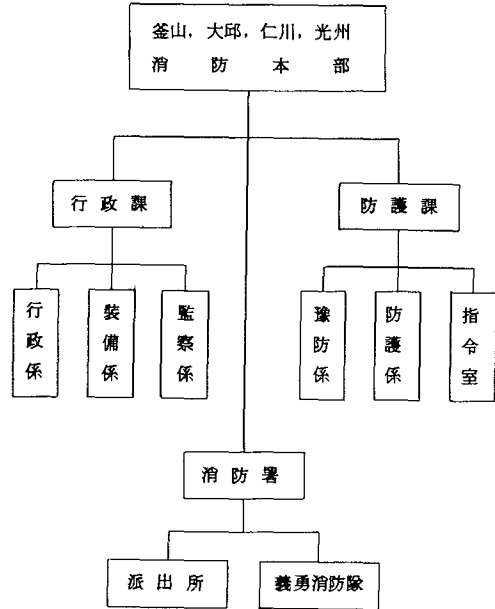 釜山, 大邱, 仁川, 光州
消防本部
行政課
防護課
行政係
裝備係
監察係
豫防係
防護係
指令室
消防署
派出所
義勇消防隊